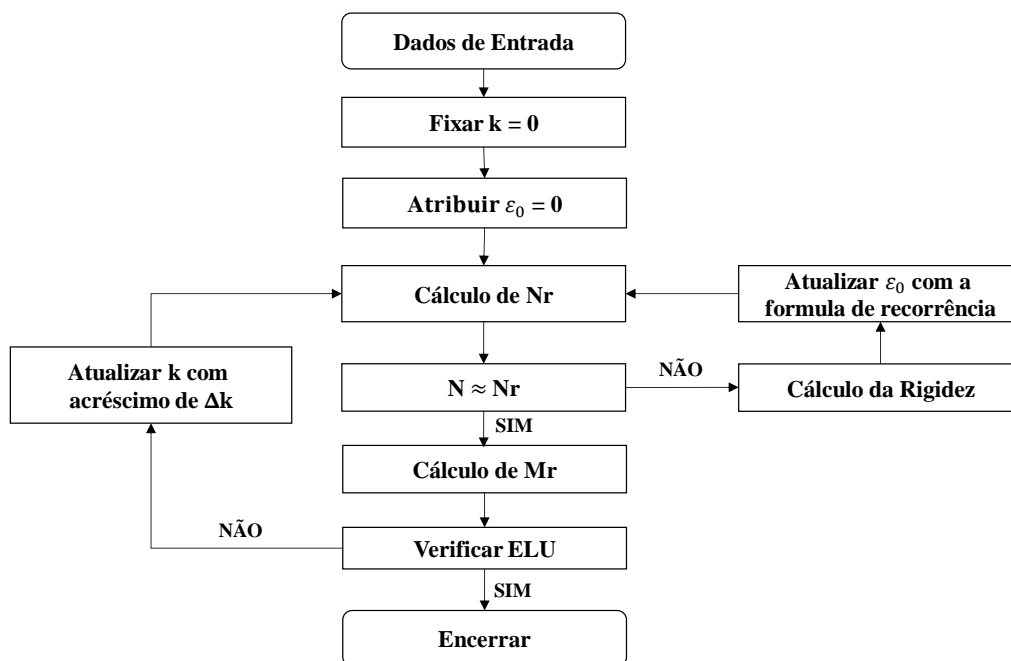 Dados de Entrada
Fixar k = 0
Atribuir ε₀ = 0
Cálculo de Nr
Atualizar ε₀ com a
formula de recorrência
Atualizar k com
acréscimo de Δk
N ≈ Nr
NÃO
Cálculo da Rigidez
SIM
Cálculo de Mr
NÃO
Verificar ELU
SIM
Encerrar